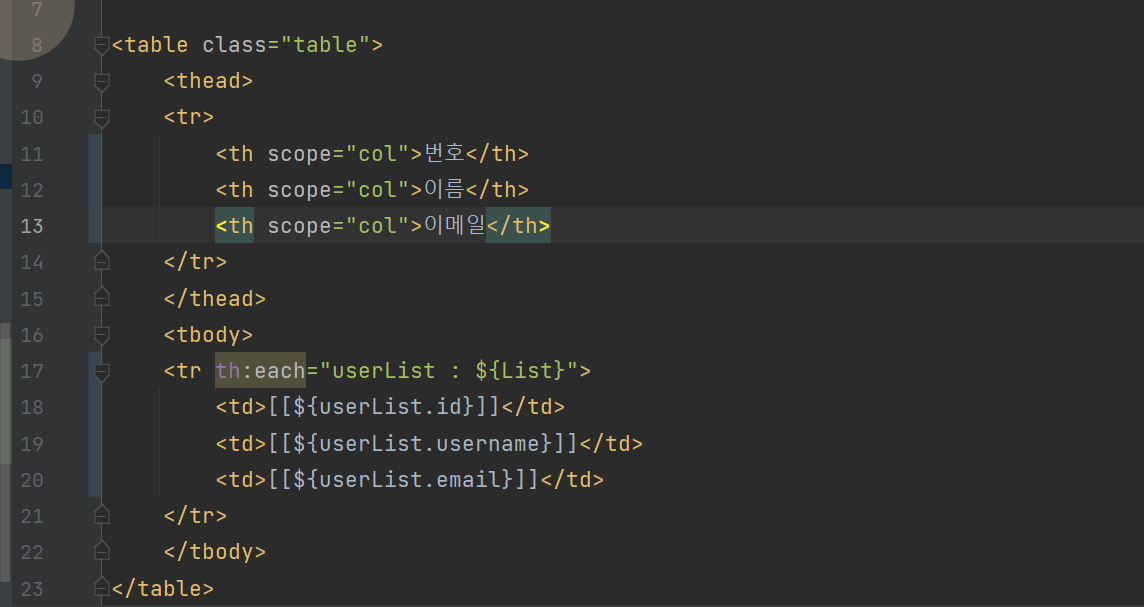 7
8 <table class="table">
9 <thead>
10 <tr>
11 <th scope="col">번호</th>
12 <th scope="col">이름</th>
13 <th scope="col">이메일</th>
14 </tr>
15 </thead>
16 <tbody>
17 <tr th:each="userList : ${List}">
18 <td>[[${userList.id}]]</td>
19 <td>[[${userList.username}]]</td>
20 <td>[[${userList.email}]]</td>
21 </tr>
22 </tbody>
23 </table>